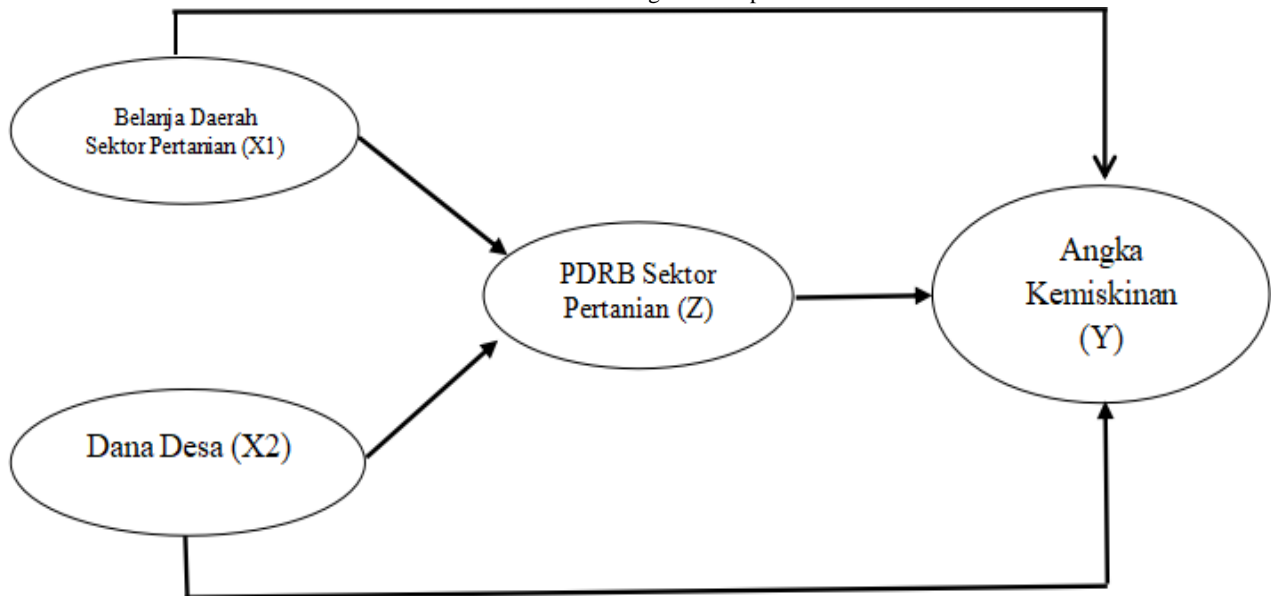 Belanja Daerah
Sektor Pertanian (X1)
PDRB Sektor
Pertanian (Z)
Angka
Kemiskinan
(Y)
Dana Desa (X2)